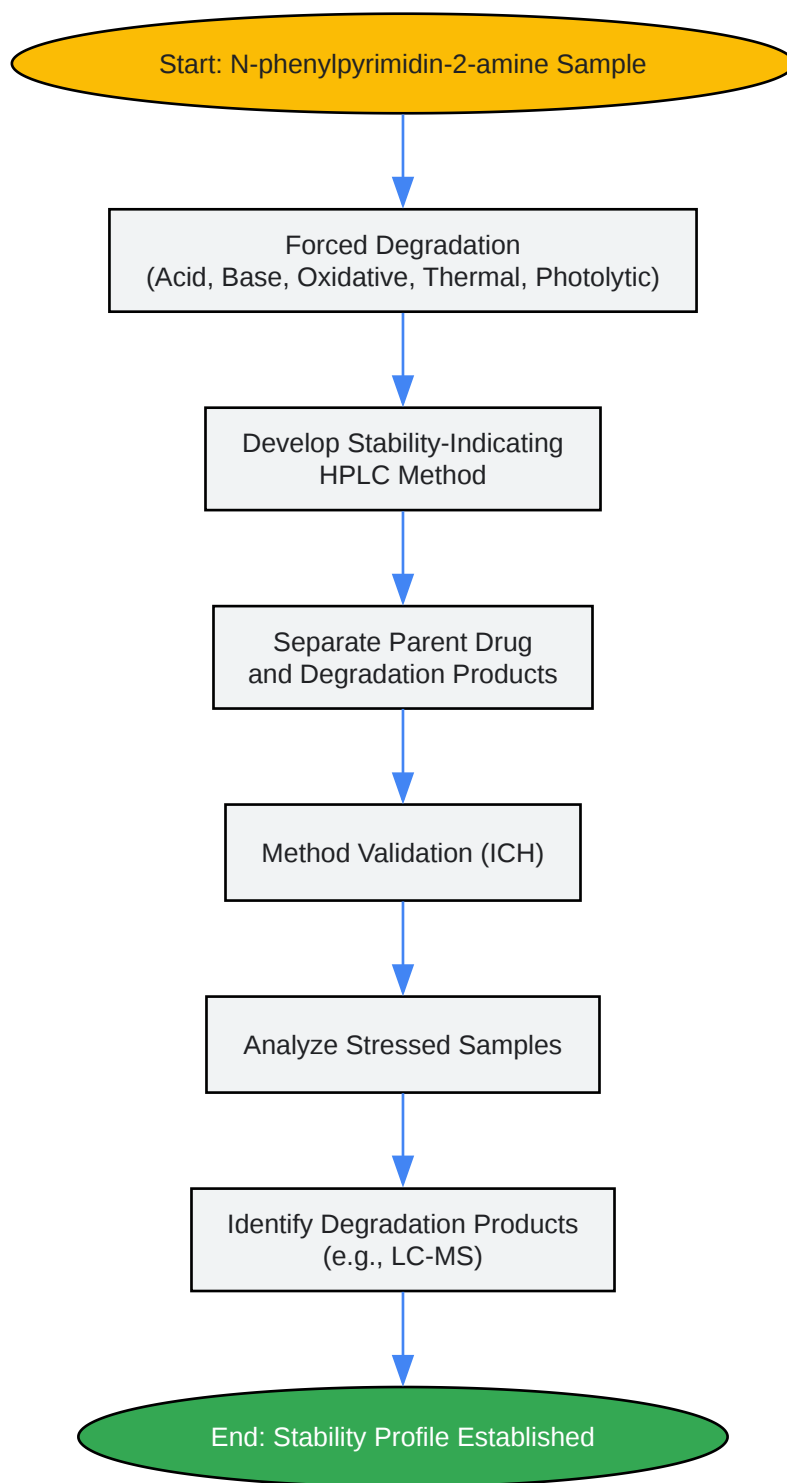 Start: N-phenylpyrimidin-2-amine Sample
Forced Degradation
(Acid, Base, Oxidative, Thermal, Photolytic)
Develop Stability-Indicating
HPLC Method
Separate Parent Drug
and Degradation Products
Method Validation (ICH)
Analyze Stressed Samples
Identify Degradation Products
(e.g., LC-MS)
End: Stability Profile Established